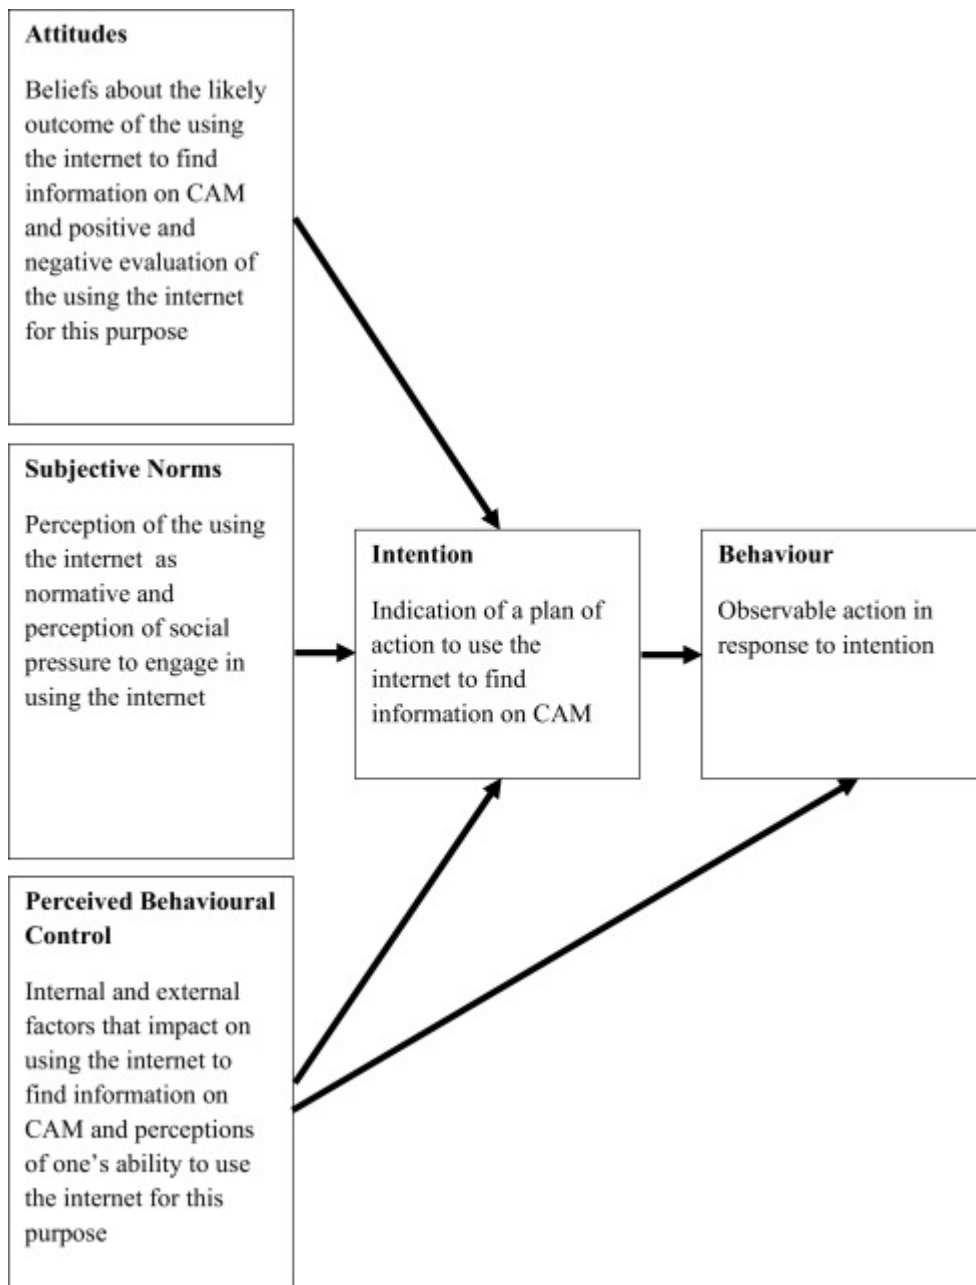 Attitudes
Beliefs about the likely
outcome of the using
the internet to find
information on CAM
and positive and
negative evaluation of
the using the internet
for this purpose
Subjective Norms
Perception of the using
the internet as
normative and
perception of social
pressure to engage in
using the internet
Intention
Indication of a plan of
action to use the
internet to find
information on CAM
Behaviour
Observable action in
response to intention
Perceived Behavioural
Control
Internal and external
factors that impact on
using the internet to
find information on
CAM and perceptions
of one’s ability to use
the internet for this
purpose